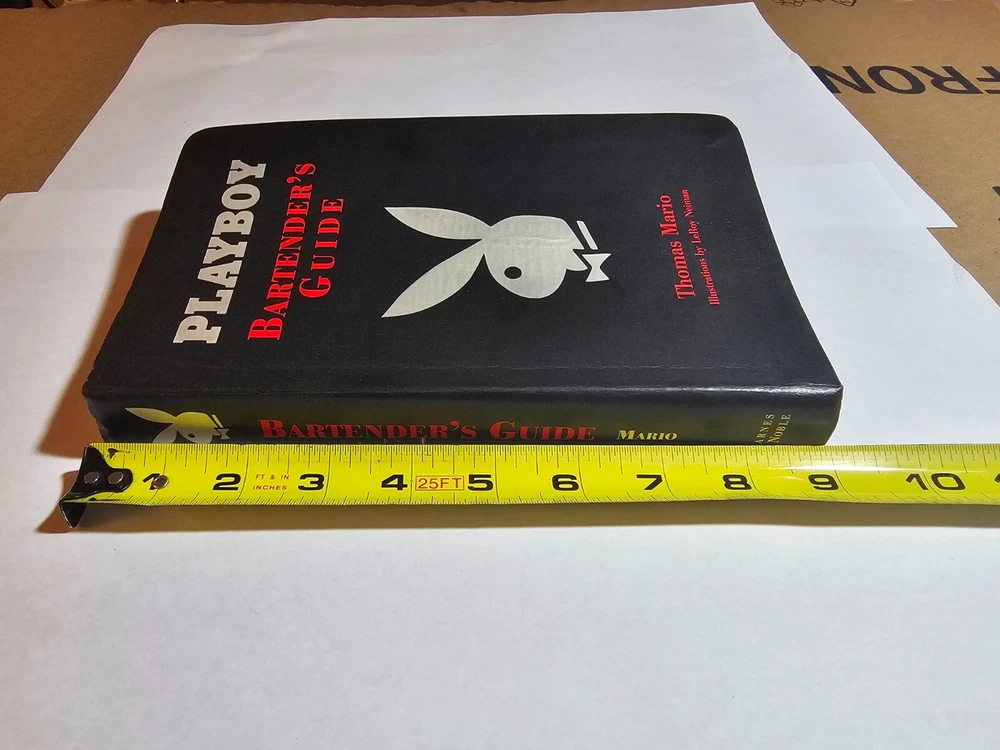 FRON
PLAYBOY
BARTENDER'S
GUIDE
Thomas Mario
Illustrations by LeRoy Neiman
BARTENDER'S GUIDE MARIO
NOBLE
1 2 FT & IN 3 4 25FT 5 6 7 8 9 10
INCHES